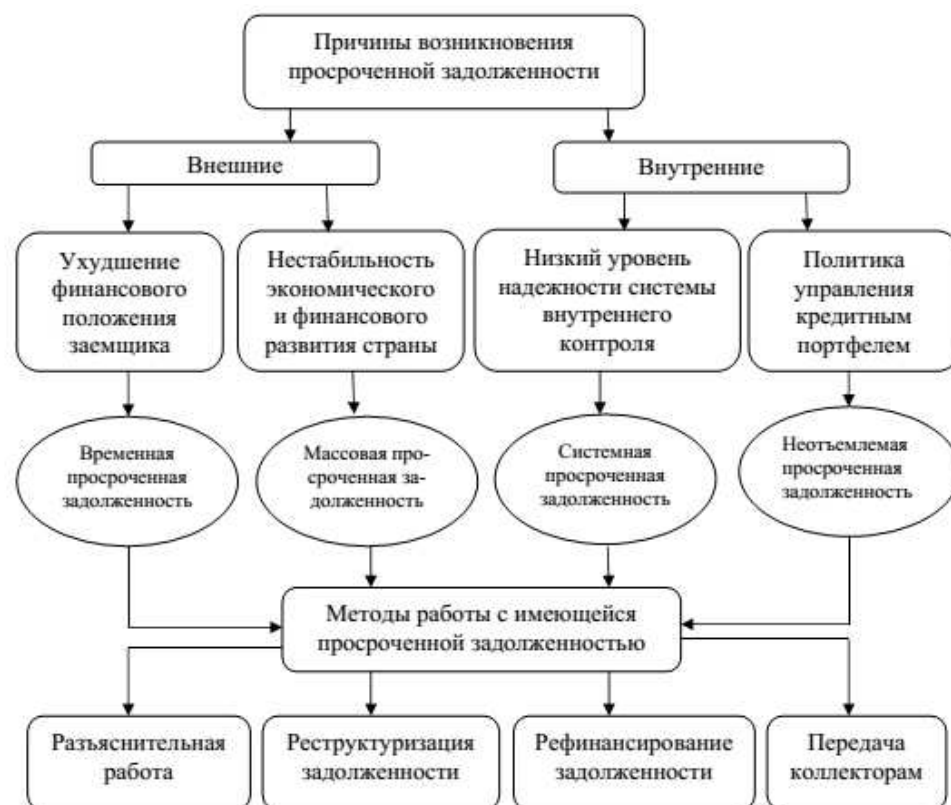 Причины возникновения
просроченной задолженности
Внешние
Внутренние
Ухудшение
финансового
положения
заемщика
Нестабильность
экономического
и финансового
развития страны
Низкий уровень
надежности системы
внутреннего
контроля
Политика
управления
кредитным
портфелем
Временная
просроченная
задолженность
Массовая про-
сроченная за-
долженность
Системная
просроченная
задолженность
Неотъемлемая
просроченная
задолженность
Методы работы с имеющейся
просроченной задолженностью
Разъяснительная
работа
Реструктуризация
задолженности
Рефинансирование
задолженности
Передача
коллекторам